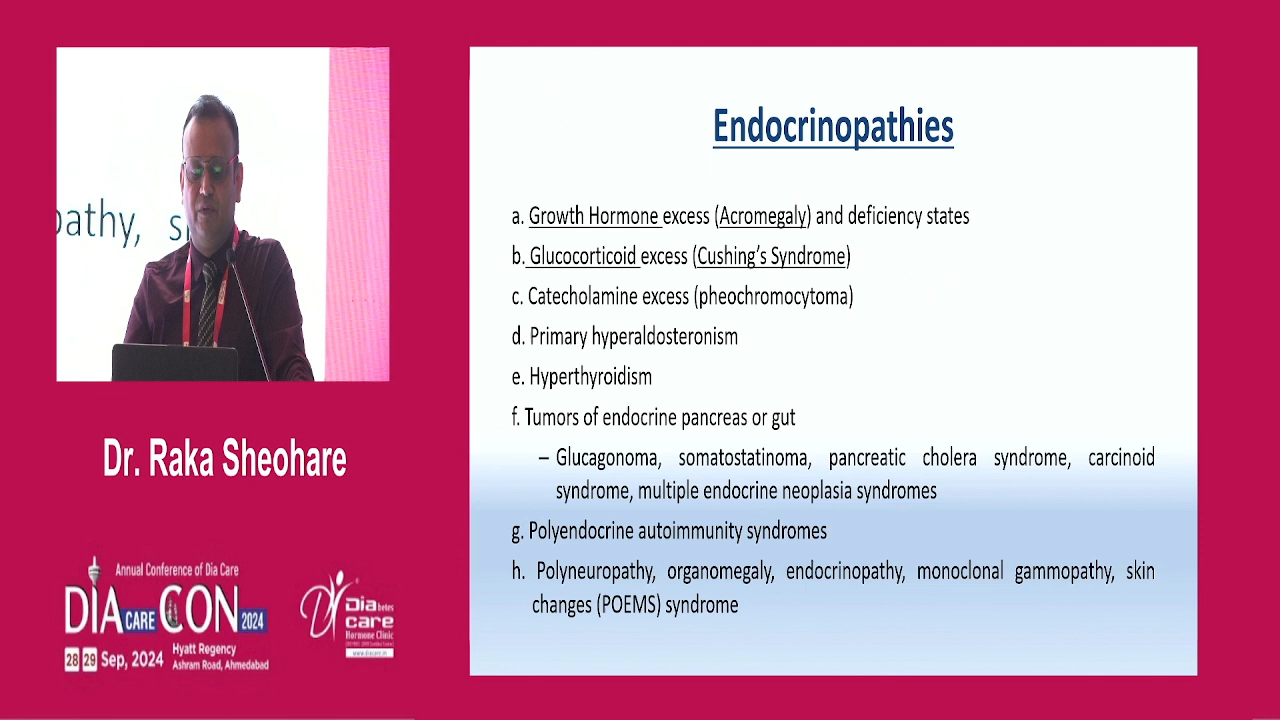 pathy,
Dr. Raka Sheohare
Annual Conference of Dia Care
DIA CARE CON 2024
28 29 Sep, 2024
Hyatt Regency
Ashram Road, Ahmedabad
Diabetes
care
Hormone Clinic
www.diacare.in
Endocrinopathies
a. Growth Hormone excess (Acromegaly) and deficiency states
b. Glucocorticoid excess (Cushing’s Syndrome)
c. Catecholamine excess (pheochromocytoma)
d. Primary hyperaldosteronism
e. Hyperthyroidism
f. Tumors of endocrine pancreas or gut
– Glucagonoma, somatostatinoma, pancreatic cholera syndrome, carcinoid
syndrome, multiple endocrine neoplasia syndromes
g. Polyendocrine autoimmunity syndromes
h. Polyneuropathy, organomegaly, endocrinopathy, monoclonal gammopathy, skin
changes (POEMS) syndrome